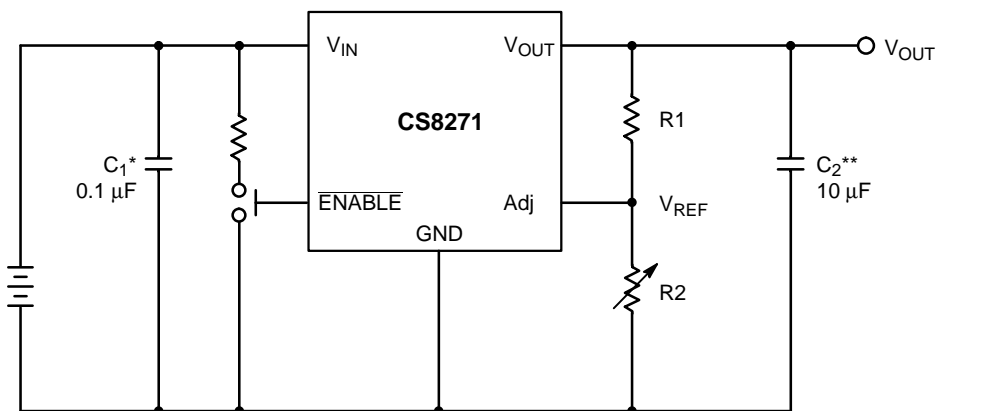 V_IN
V_OUT
V_OUT
CS8271
R1
C_1*
0.1 μF
C_2**
10 μF
ENABLE
Adj
V_REF
GND
R2